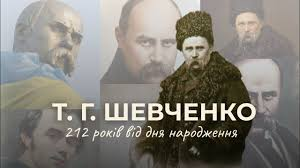 Т. Г. ШЕВЧЕНКО
212 років від дня народження